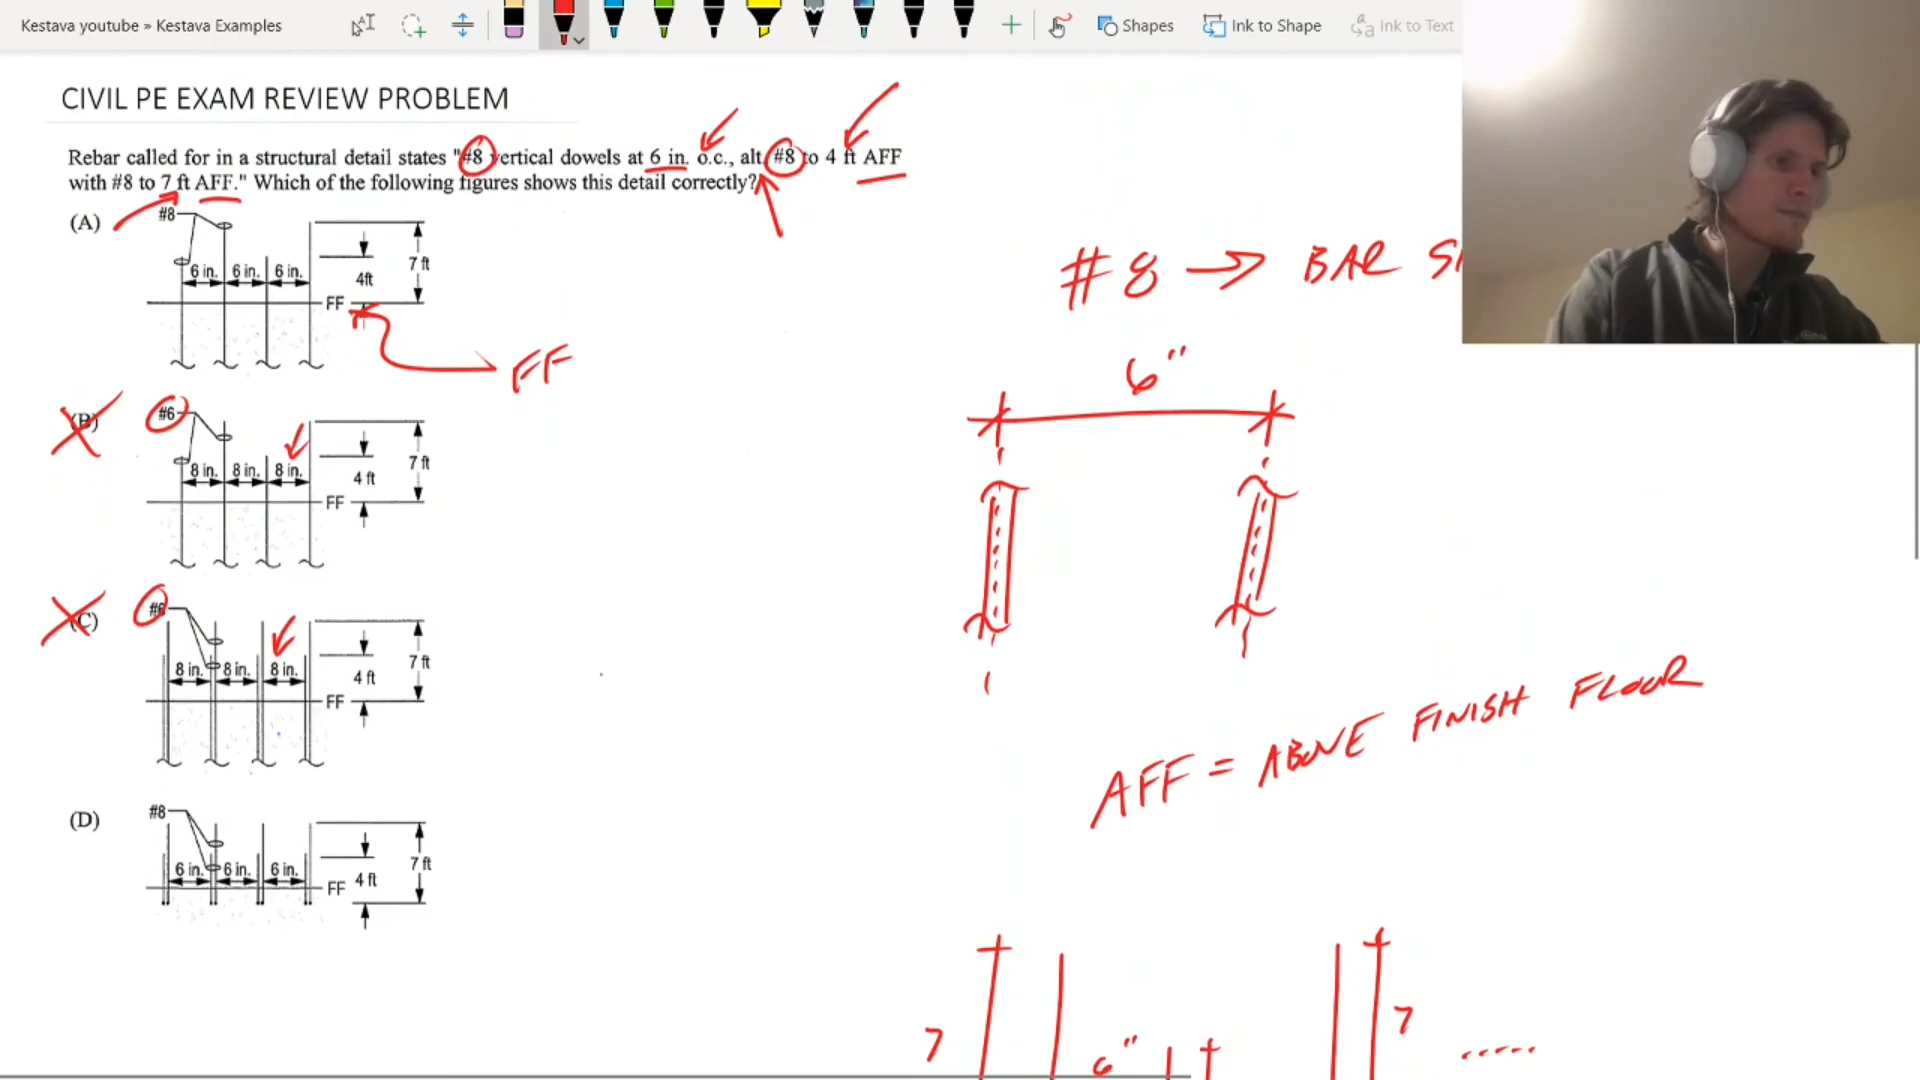 Kestava youtube » Kestava Examples
Shapes
Ink to Shape
Ink to Text
CIVIL PE EXAM REVIEW PROBLEM
Rebar called for in a structural detail states "#8 vertical dowels at 6 in. o.c., alt. #8 to 4 ft AFF
with #8 to 7 ft AFF." Which of the following figures shows this detail correctly?
(A)
#8
6 in. 6 in. 6 in.
4ft
7 ft
FF
FF
#8 → BAR
6"
(B)
#6
8 in. 8 in. 8 in.
4 ft
7 ft
FF
(C)
#6
8 in. 8 in. 8 in.
4 ft
7 ft
FF
AFF = ABOVE FINISH FLOOR
(D)
#8
6 in. 6 in. 6 in.
4 ft
7 ft
FF
7
6"
7
.....